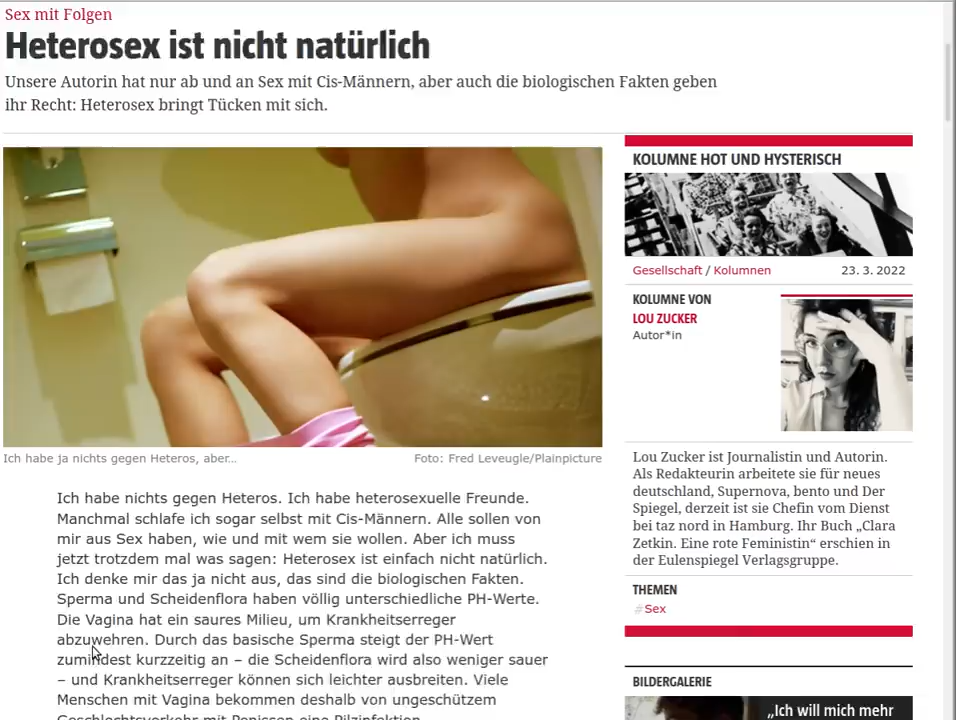 Sex mit Folgen
Heterosex ist nicht natürlich
Unsere Autorin hat nur ab und an Sex mit Cis-Männern, aber auch die biologischen Fakten geben
ihr Recht: Heterosex bringt Tücken mit sich.
Ich habe ja nichts gegen Heteros, aber…
Foto: Fred Leveugle/Plainpicture
Ich habe nichts gegen Heteros. Ich habe heterosexuelle Freunde.
Manchmal schlafe ich sogar selbst mit Cis-Männern. Alle sollen von
mir aus Sex haben, wie und mit wem sie wollen. Aber ich muss
jetzt trotzdem mal was sagen: Heterosex ist einfach nicht natürlich.
Ich denke mir das ja nicht aus, das sind die biologischen Fakten.
Sperma und Scheidenflora haben völlig unterschiedliche PH-Werte.
Die Vagina hat ein saures Milieu, um Krankheitserreger
abzuwehren. Durch das basische Sperma steigt der PH-Wert
zumindest kurzzeitig an – die Scheidenflora wird also weniger sauer
– und Krankheitserreger können sich leichter ausbreiten. Viele
Menschen mit Vagina bekommen deshalb von ungeschütztem
Geschlechtsverkehr mit Penissen eine Pilzinfektion.
KOLUMNE HOT UND HYSTERISCH
Gesellschaft / Kolumnen
23. 3. 2022
KOLUMNE VON
LOU ZUCKER
Autor*in
Lou Zucker ist Journalistin und Autorin.
Als Redakteurin arbeitete sie für neues
deutschland, Supernova, bento und Der
Spiegel, derzeit ist sie Chefin vom Dienst
bei taz nord in Hamburg. Ihr Buch „Clara
Zetkin. Eine rote Feministin“ erschien in
der Eulenspiegel Verlagsgruppe.
THEMEN
#Sex
BILDERGALERIE
„Ich will mich mehr